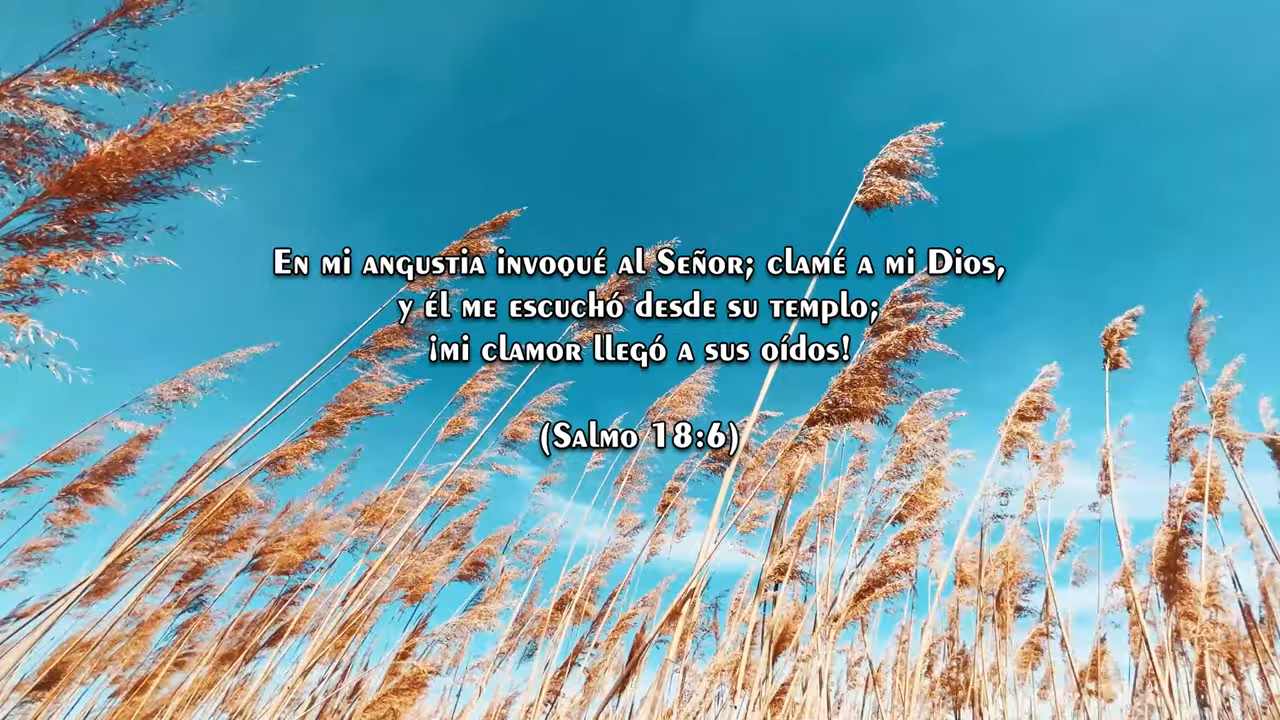 En mi angustia invoqué al Señor; clamé a mi Dios,
y él me escuchó desde su templo;
¡mi clamor llegó a sus oídos!
(Salmo 18:6)